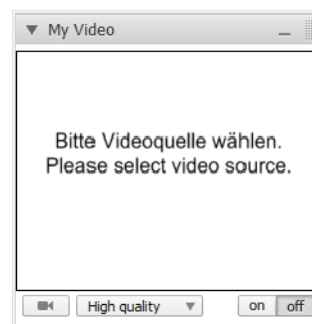 My Video
Bitte Videoquelle wählen.
Please select video source.
High quality
on off